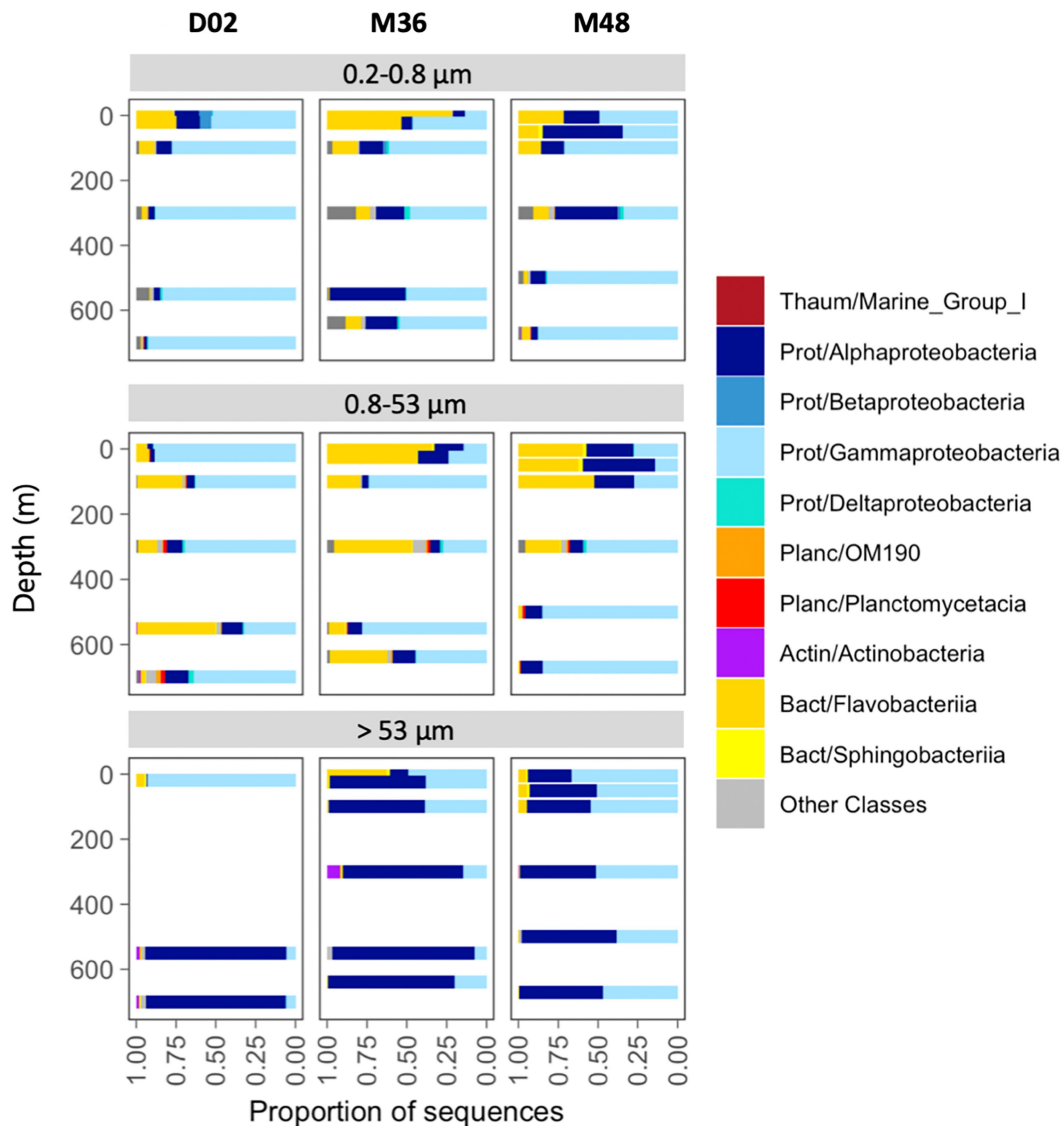 D02 M36 M48
0.2-0.8 μm
0
200
400
600
0.8-53 μm
0
200
400
600
> 53 μm
0
200
400
600
Depth (m)
1.00 0.75 0.50 0.25 0.00 1.00 0.75 0.50 0.25 0.00 1.00 0.75 0.50 0.25 0.00
Proportion of sequences
Thaum/Marine_Group_I
Prot/Alphaproteobacteria
Prot/Betaproteobacteria
Prot/Gammaproteobacteria
Prot/Deltaproteobacteria
Planc/OM190
Planc/Planctomycetacia
Actin/Actinobacteria
Bact/Flavobacteriia
Bact/Sphingobacteriia
Other Classes